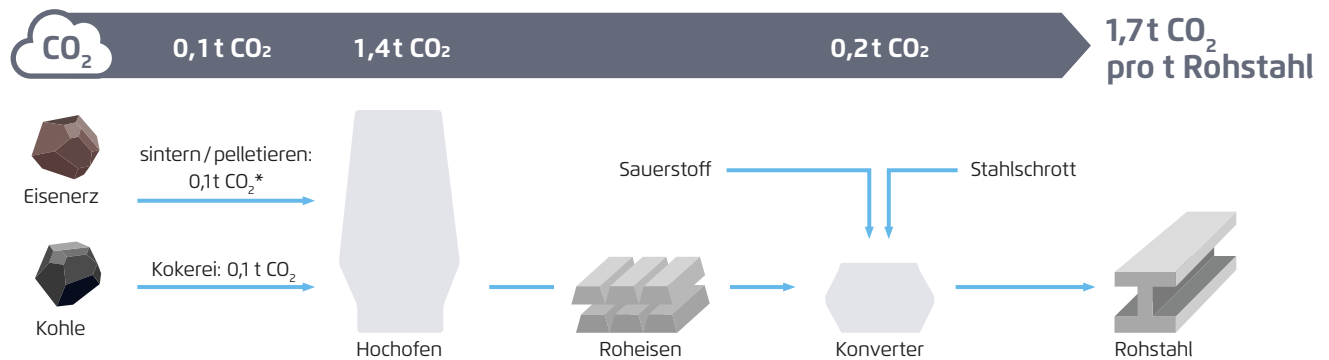 CO₂
0,1 t CO₂
1,4 t CO₂
0,2 t CO₂
1,7 t CO₂
pro t Rohstahl
Eisenerz
sintern / pelletieren:
0,1 t CO₂*
Kohle
Kokerei: 0,1 t CO₂
Hochofen
Roheisen
Sauerstoff
Stahlschrott
Konverter
Rohstahl